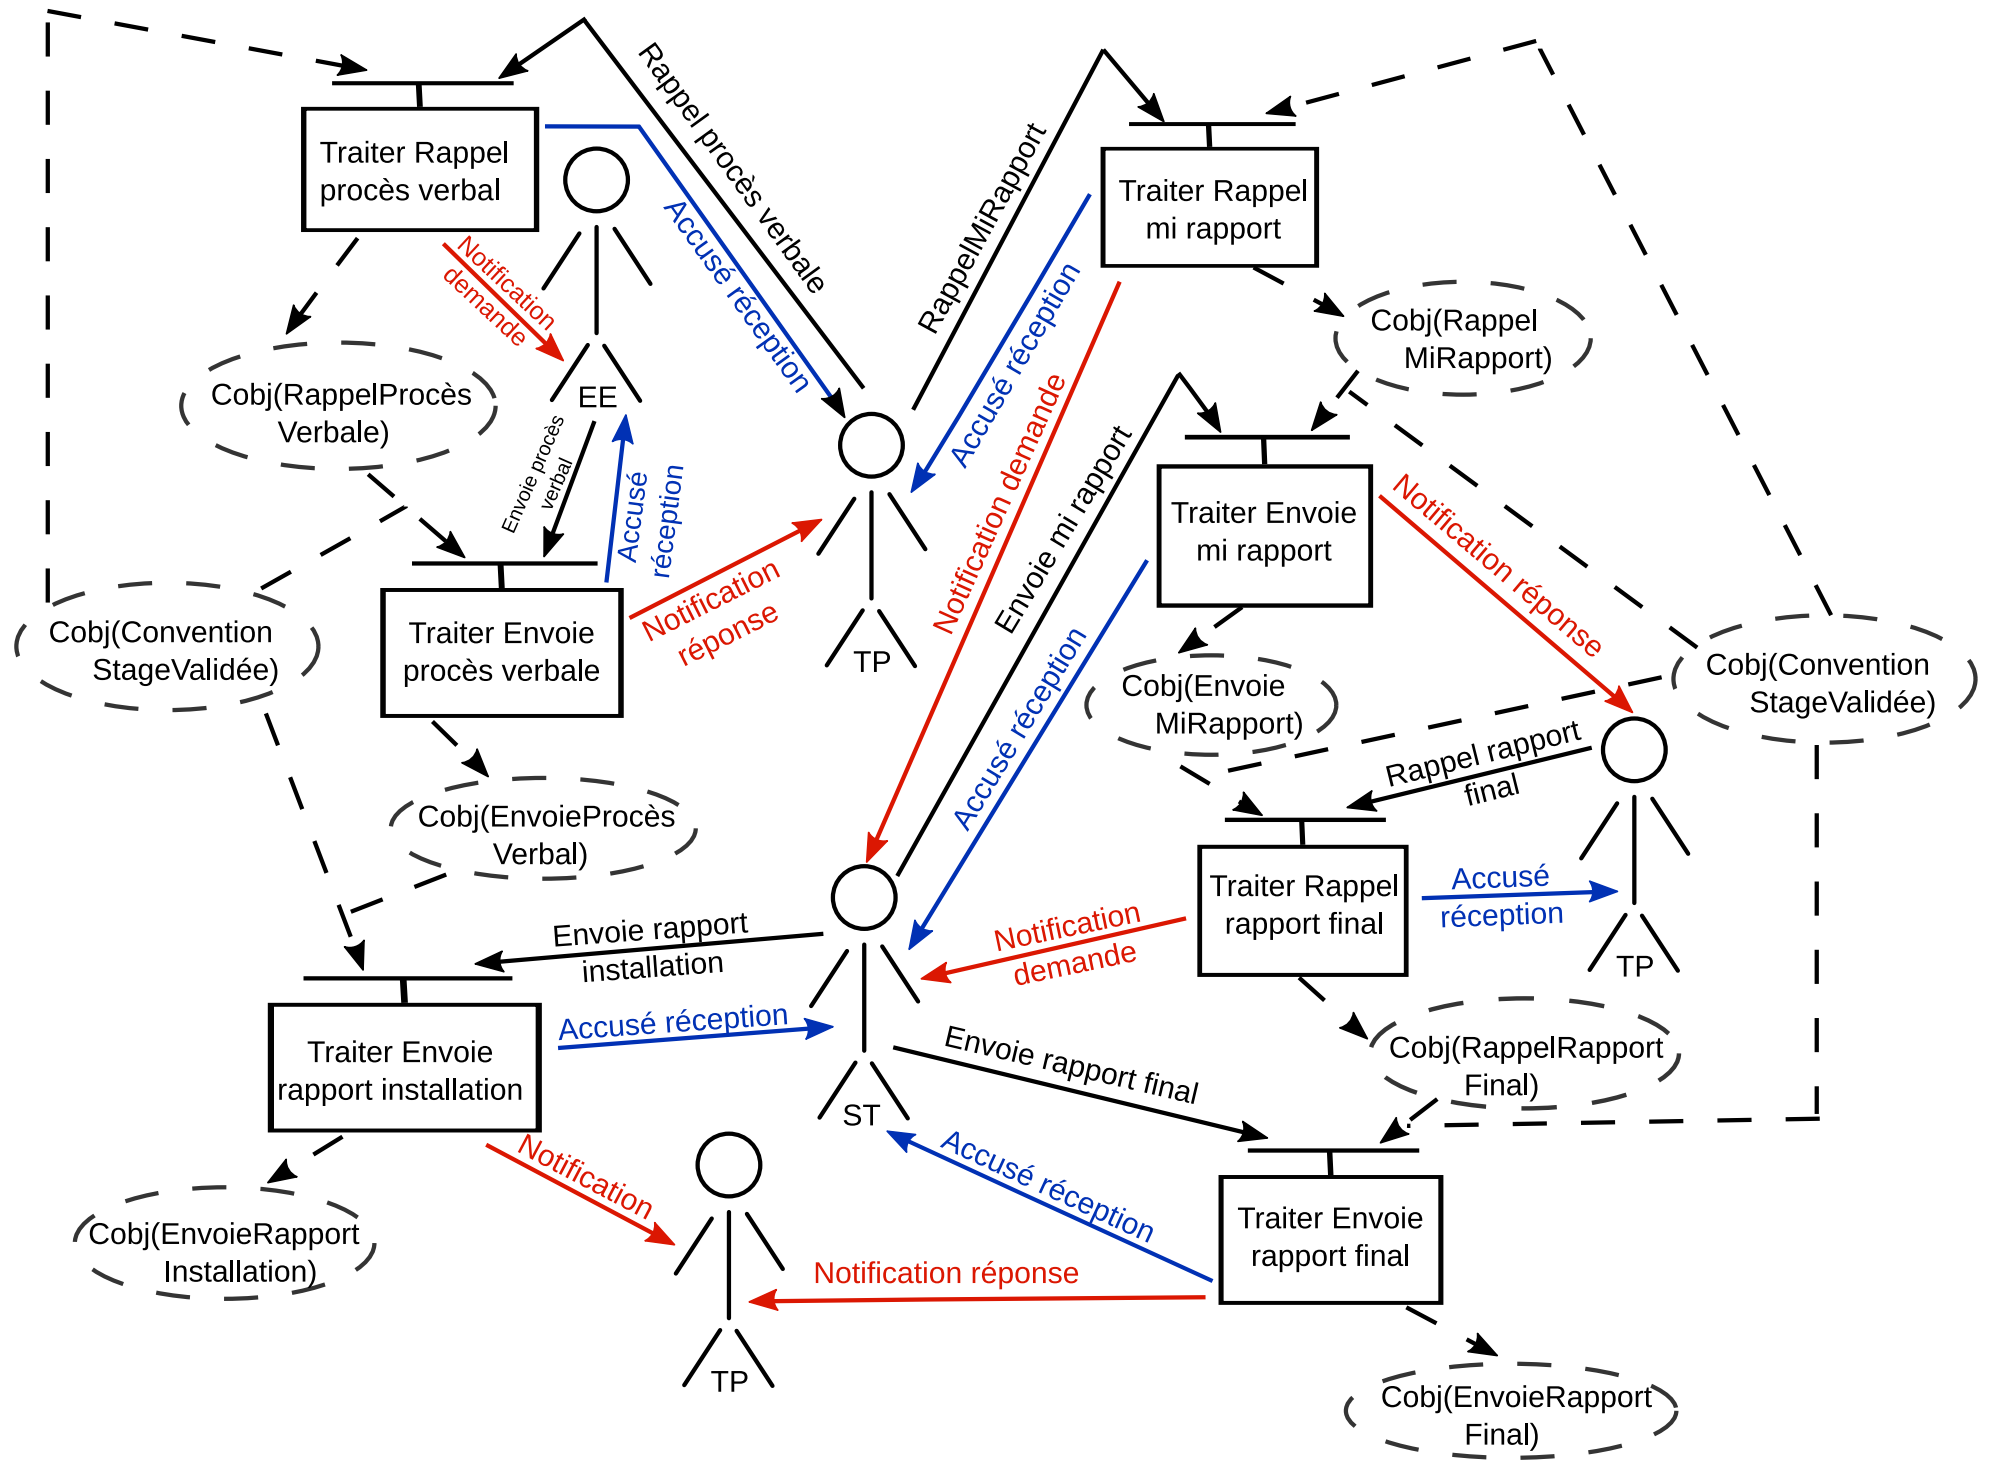 Traiter Rappel
procès verbal
Rappel procès verbale
Accusé réception
Notification
demande
EE
Cobj(RappelProcès
Verbale)
Envoie procès
verbal
Accusé
réception
Notification
réponse
TP
Cobj(Convention
StageValidée)
Traiter Envoie
procès verbale
Cobj(EnvoieProcès
Verbal)
RappelMiRapport
Traiter Rappel
mi rapport
Accusé réception
Notification demande
Cobj(Rappel
MiRapport)
Envoie mi rapport
Traiter Envoie
mi rapport
Notification réponse
Accusé réception
Cobj(Envoie
MiRapport)
Cobj(Convention
StageValidée)
Rappel rapport
final
Traiter Rappel
rapport final
Accusé
réception
TP
Notification
demande
Envoie rapport
installation
Accusé réception
Traiter Envoie
rapport installation
ST
Envoie rapport final
Cobj(RappelRapport
Final)
Accusé réception
Notification
Cobj(EnvoieRapport
Installation)
Traiter Envoie
rapport final
Notification réponse
TP
Cobj(EnvoieRapport
Final)